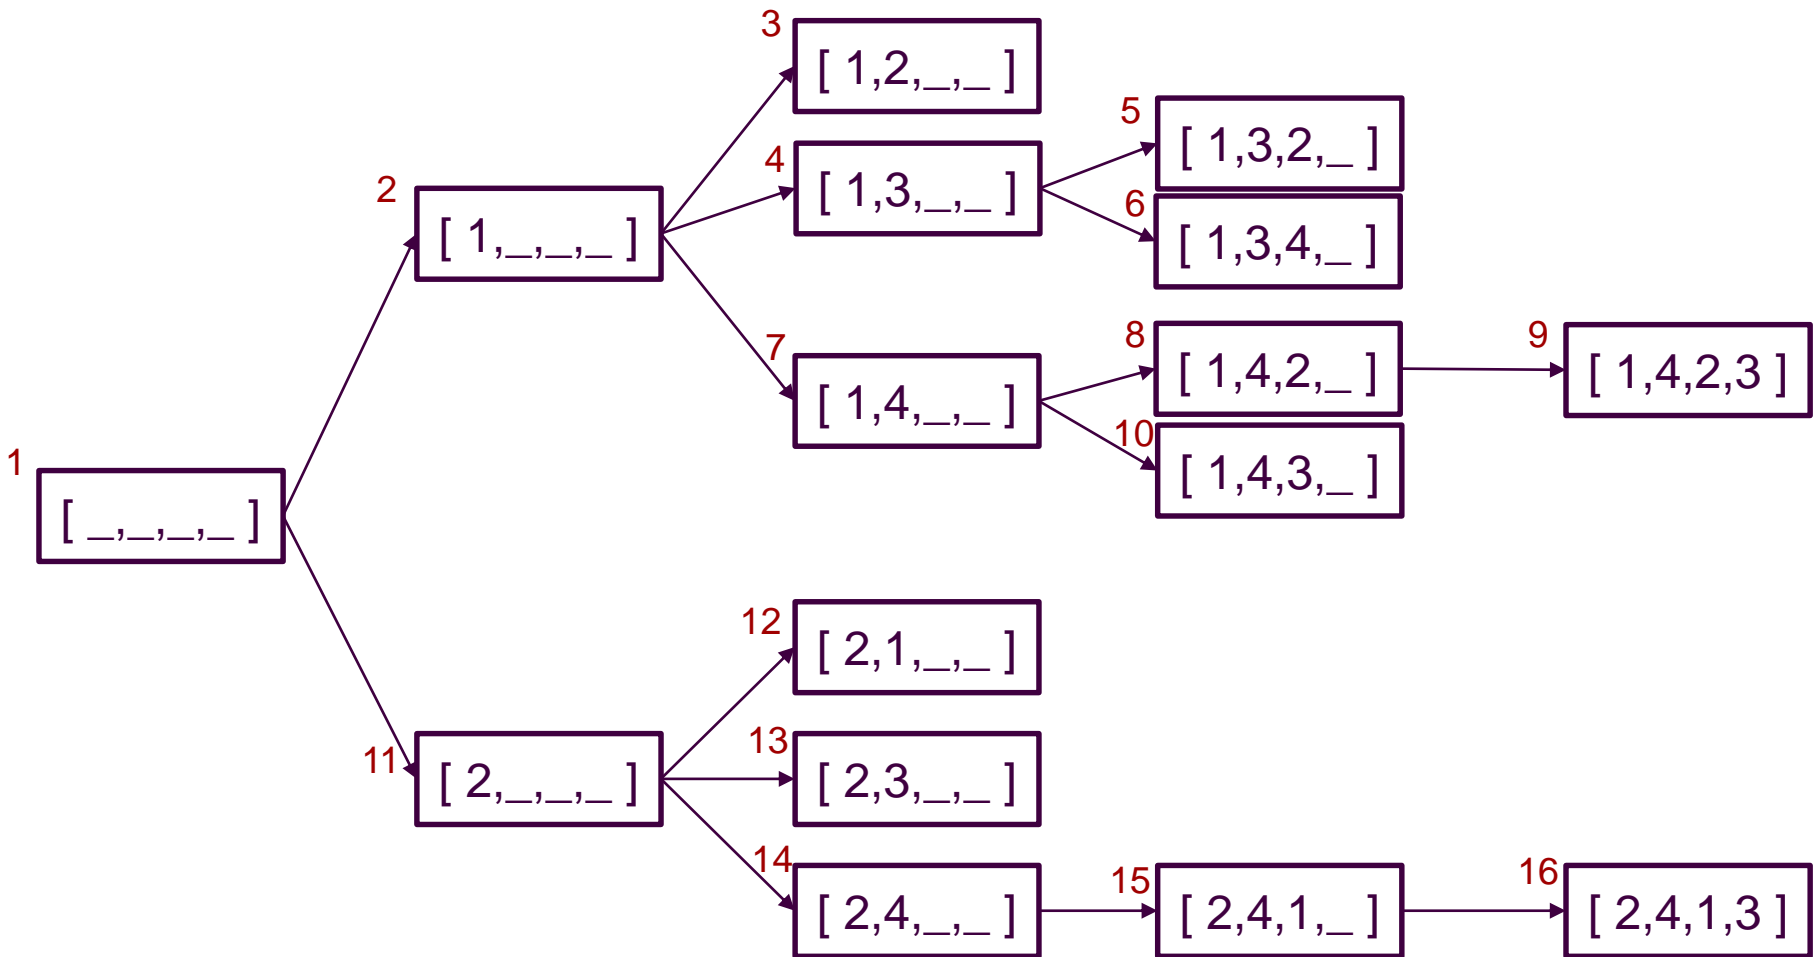 3
[ 1,2,_,_ ]
5
[ 1,3,2,_ ]
4
[ 1,3,_,_ ]
2
[ 1,_,_,_ ]
6
[ 1,3,4,_ ]
7
[ 1,4,_,_ ]
8
[ 1,4,2,_ ]
9
[ 1,4,2,3 ]
10
[ 1,4,3,_ ]
1
[ _,_,_,_ ]
12
[ 2,1,_,_ ]
11
[ 2,_,_,_ ]
13
[ 2,3,_,_ ]
14
[ 2,4,_,_ ]
15
[ 2,4,1,_ ]
16
[ 2,4,1,3 ]